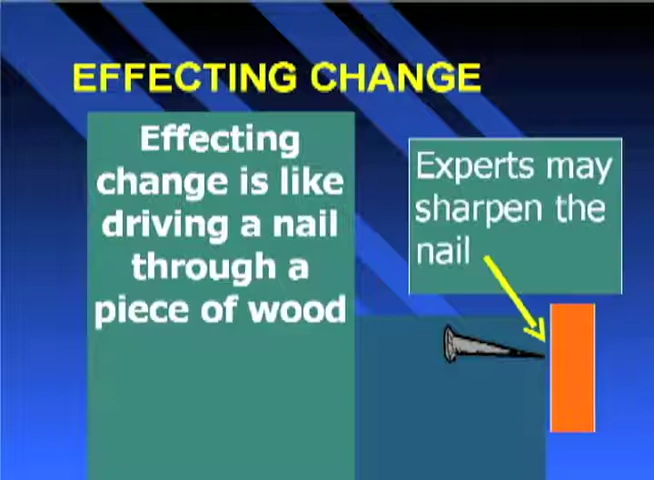 EFFECTING CHANGE
Effecting
change is like
driving a nail
through a
piece of wood
Experts may
sharpen the
nail